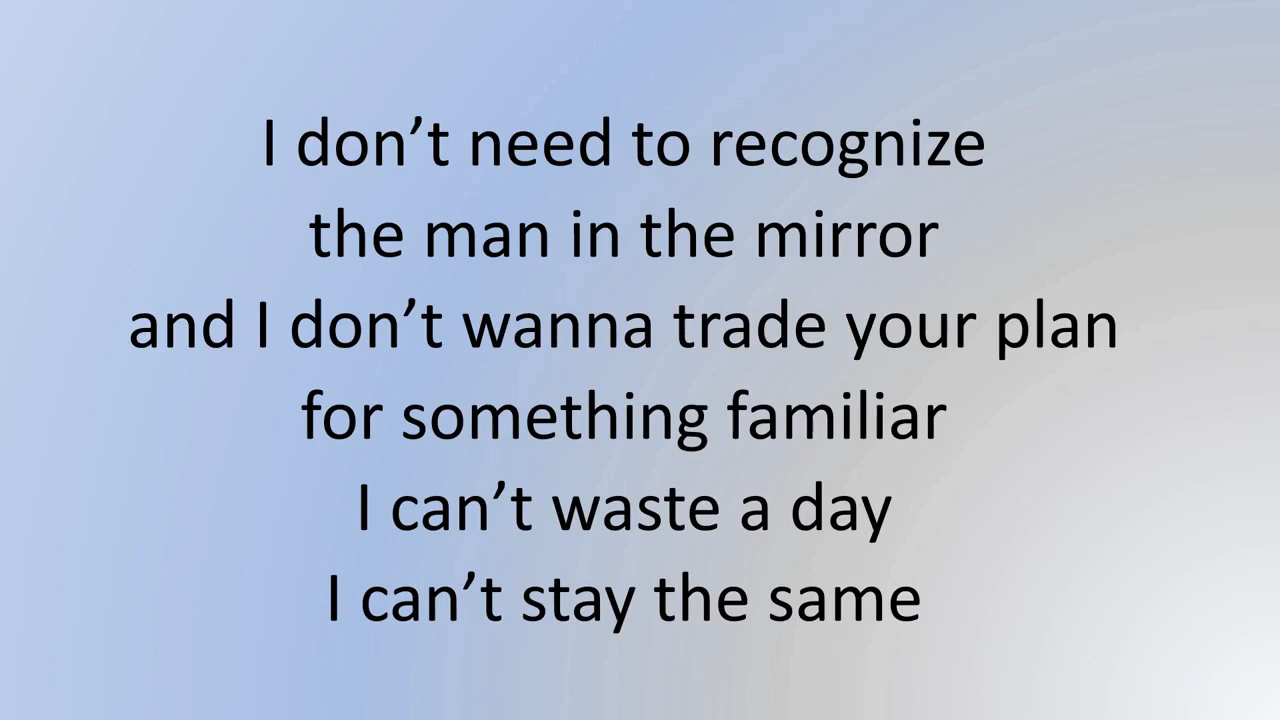 I don’t need to recognize
the man in the mirror
and I don’t wanna trade your plan
for something familiar
I can’t waste a day
I can’t stay the same